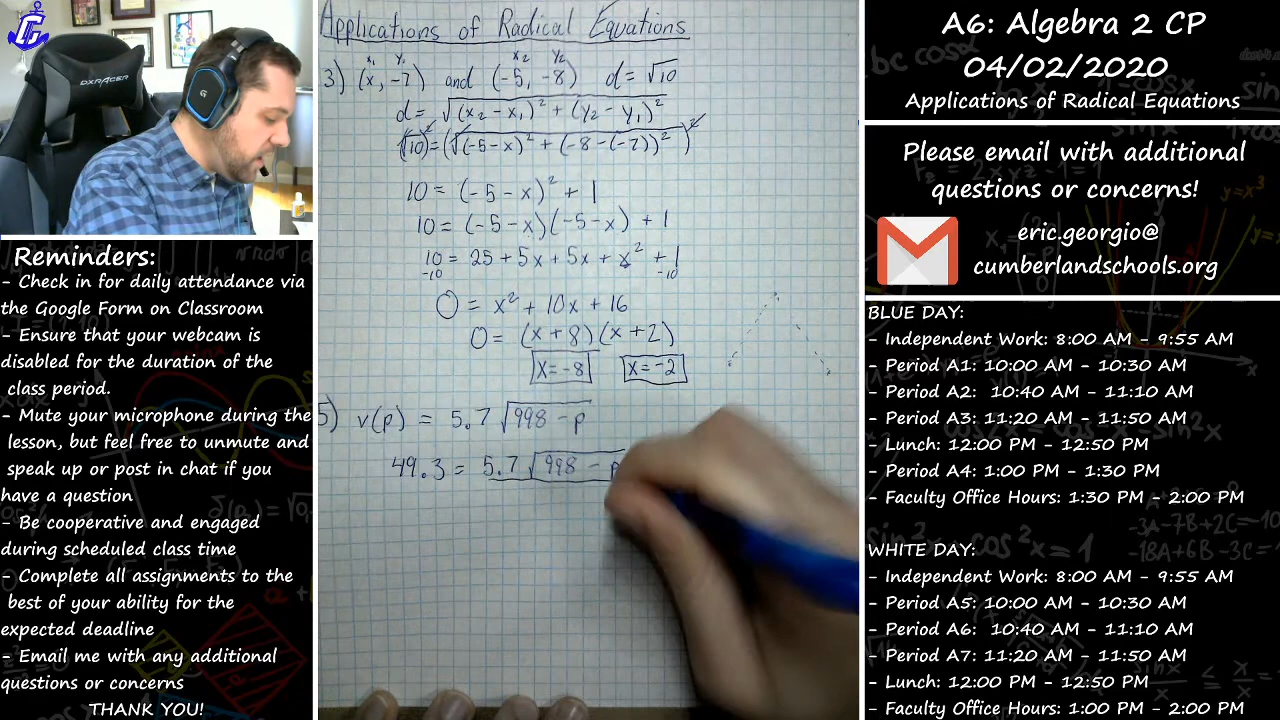 DXRACER
Reminders:
- Check in for daily attendance via
the Google Form on Classroom
- Ensure that your webcam is
disabled for the duration of the
class period.
- Mute your microphone during the
lesson, but feel free to unmute and
speak up or post in chat if you
have a question
- Be cooperative and engaged
during scheduled class time
- Complete all assignments to the
best of your ability for the
expected deadline
- Email me with any additional
questions or concerns
THANK YOU!
Applications of Radical Equations
x₁ y₁ x₂ y₂
3) (x, -7) and (-5, -8) d = √10
d = √(x₂ - x₁)² + (y₂ - y₁)²
(√10)² = (√(-5-x)² + (-8-(-7))²)²
10 = (-5-x)² + 1
10 = (-5-x)(-5-x) + 1
10 = 25 + 5x + 5x + x² + 1
-10 -10
0 = x² + 10x + 16
0 = (x+8)(x+2)
x=-8 x=-2
5) v(p) = 5.7 √998 - p
49.3 = 5.7 √998 - p
A6: Algebra 2 CP
04/02/2020
Applications of Radical Equations
Please email with additional
questions or concerns!
eric.georgio@
cumberlandschools.org
BLUE DAY:
- Independent Work: 8:00 AM - 9:55 AM
- Period A1: 10:00 AM - 10:30 AM
- Period A2: 10:40 AM - 11:10 AM
- Period A3: 11:20 AM - 11:50 AM
- Lunch: 12:00 PM - 12:50 PM
- Period A4: 1:00 PM - 1:30 PM
- Faculty Office Hours: 1:30 PM - 2:00 PM
WHITE DAY:
- Independent Work: 8:00 AM - 9:55 AM
- Period A5: 10:00 AM - 10:30 AM
- Period A6: 10:40 AM - 11:10 AM
- Period A7: 11:20 AM - 11:50 AM
- Lunch: 12:00 PM - 12:50 PM
- Faculty Office Hours: 1:00 PM - 2:00 PM